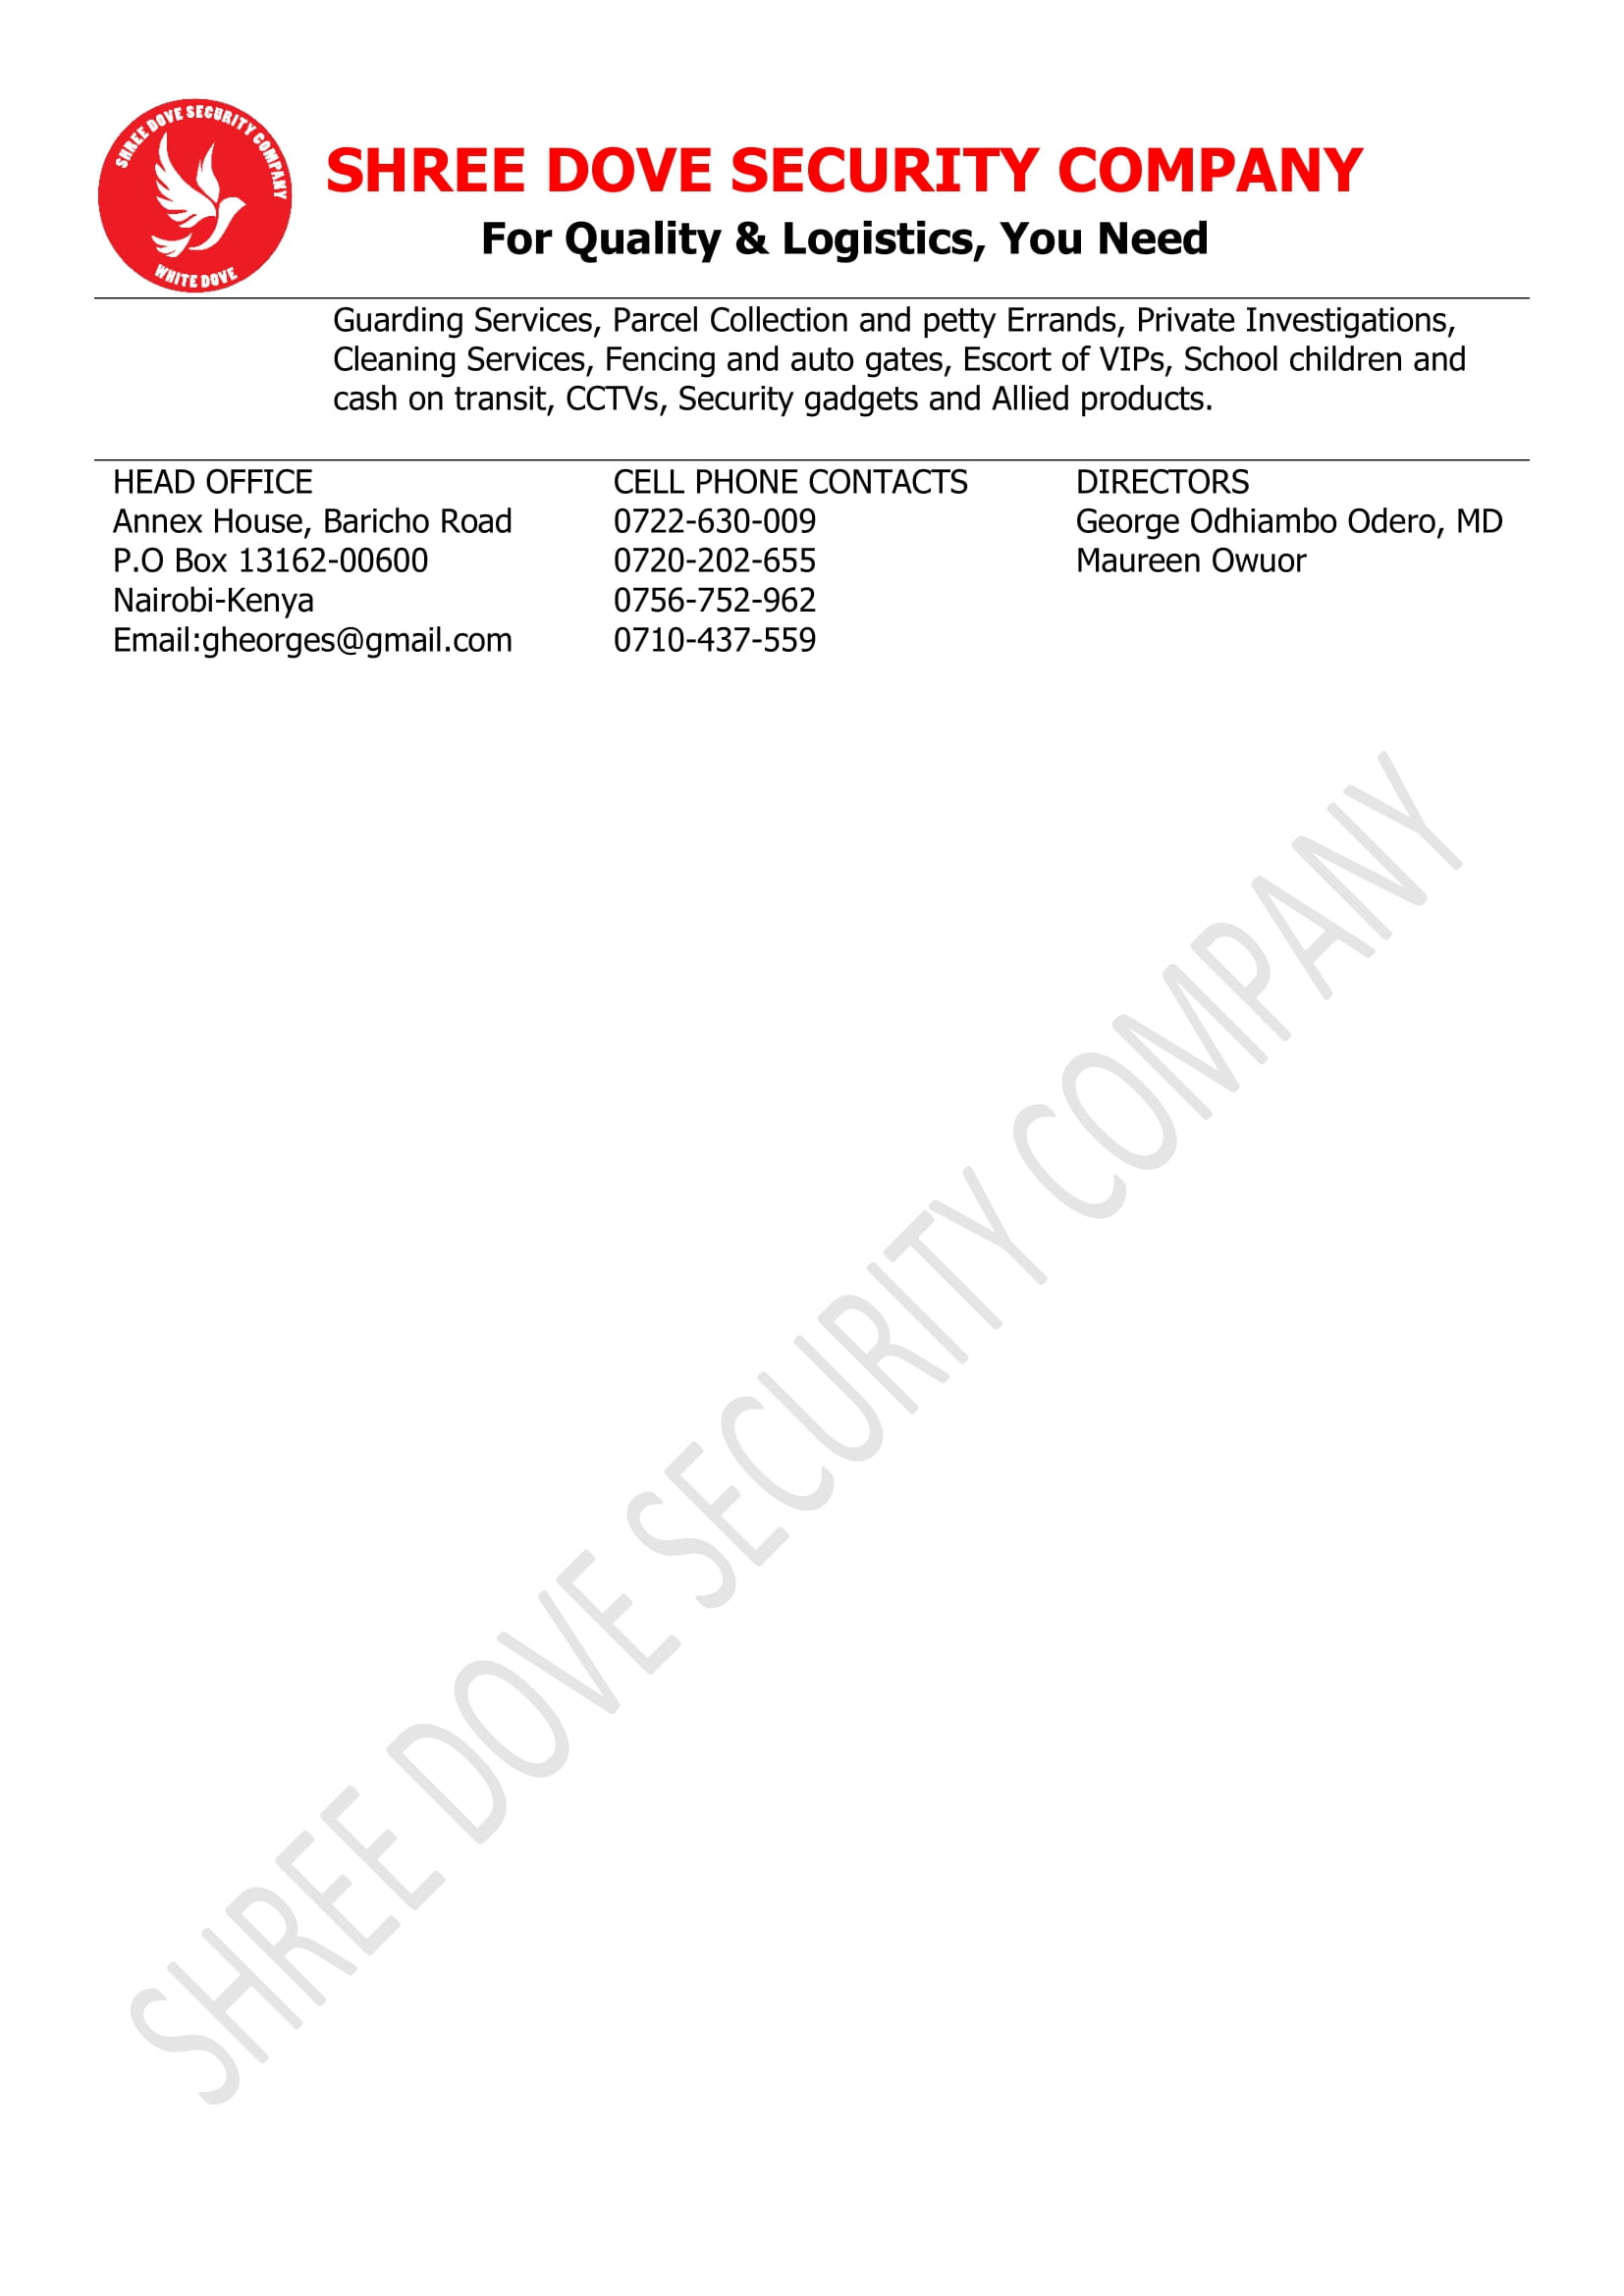 SHREE DOVE SECURITY COMPANY
WHITE DOVE
SHREE DOVE SECURITY COMPANY
For Quality & Logistics, You Need
Guarding Services, Parcel Collection and petty Errands, Private Investigations,
Cleaning Services, Fencing and auto gates, Escort of VIPs, School children and
cash on transit, CCTVs, Security gadgets and Allied products.
HEAD OFFICE
Annex House, Baricho Road
P.O Box 13162-00600
Nairobi-Kenya
Email:gheorges@gmail.com
CELL PHONE CONTACTS
0722-630-009
0720-202-655
0756-752-962
0710-437-559
DIRECTORS
George Odhiambo Odero, MD
Maureen Owuor
SHREE DOVE SECURITY COMPANY